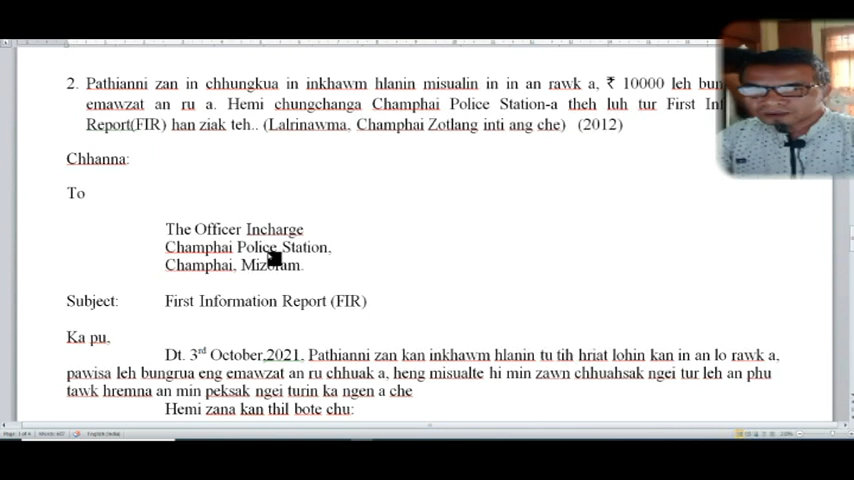 2. Pathianni zan in chhungkua in inkhawm hlanin misualin in in an rawk a, ₹ 10000 leh bun
emawzat an ru a. Hemi chungchanga Champhai Police Station-a theh luh tur First Int
Report(FIR) han ziak teh.. (Lalrinawma, Champhai Zotlang inti ang che) (2012)
Chhanna:
To
The Officer Incharge
Champhai Police Station,
Champhai, Mizoram.
Subject: First Information Report (FIR)
Ka pu,
Dt. 3rd October,2021, Pathianni zan kan inkhawm hlanin tu tih hriat lohin kan in an lo rawk a,
pawisa leh bungrua eng emawzat an ru chhuak a, heng misualte hi min zawn chhuahsak ngei tur leh an phu
tawk hremna an min peksak ngei turin ka ngen a che
Hemi zana kan thil bote chu: